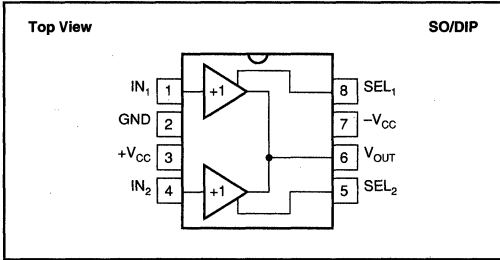 Top View SO/DIP
IN1 1 +1 8 SEL1
GND 2 7 –VCC
+VCC 3 6 VOUT
IN2 4 +1 5 SEL2